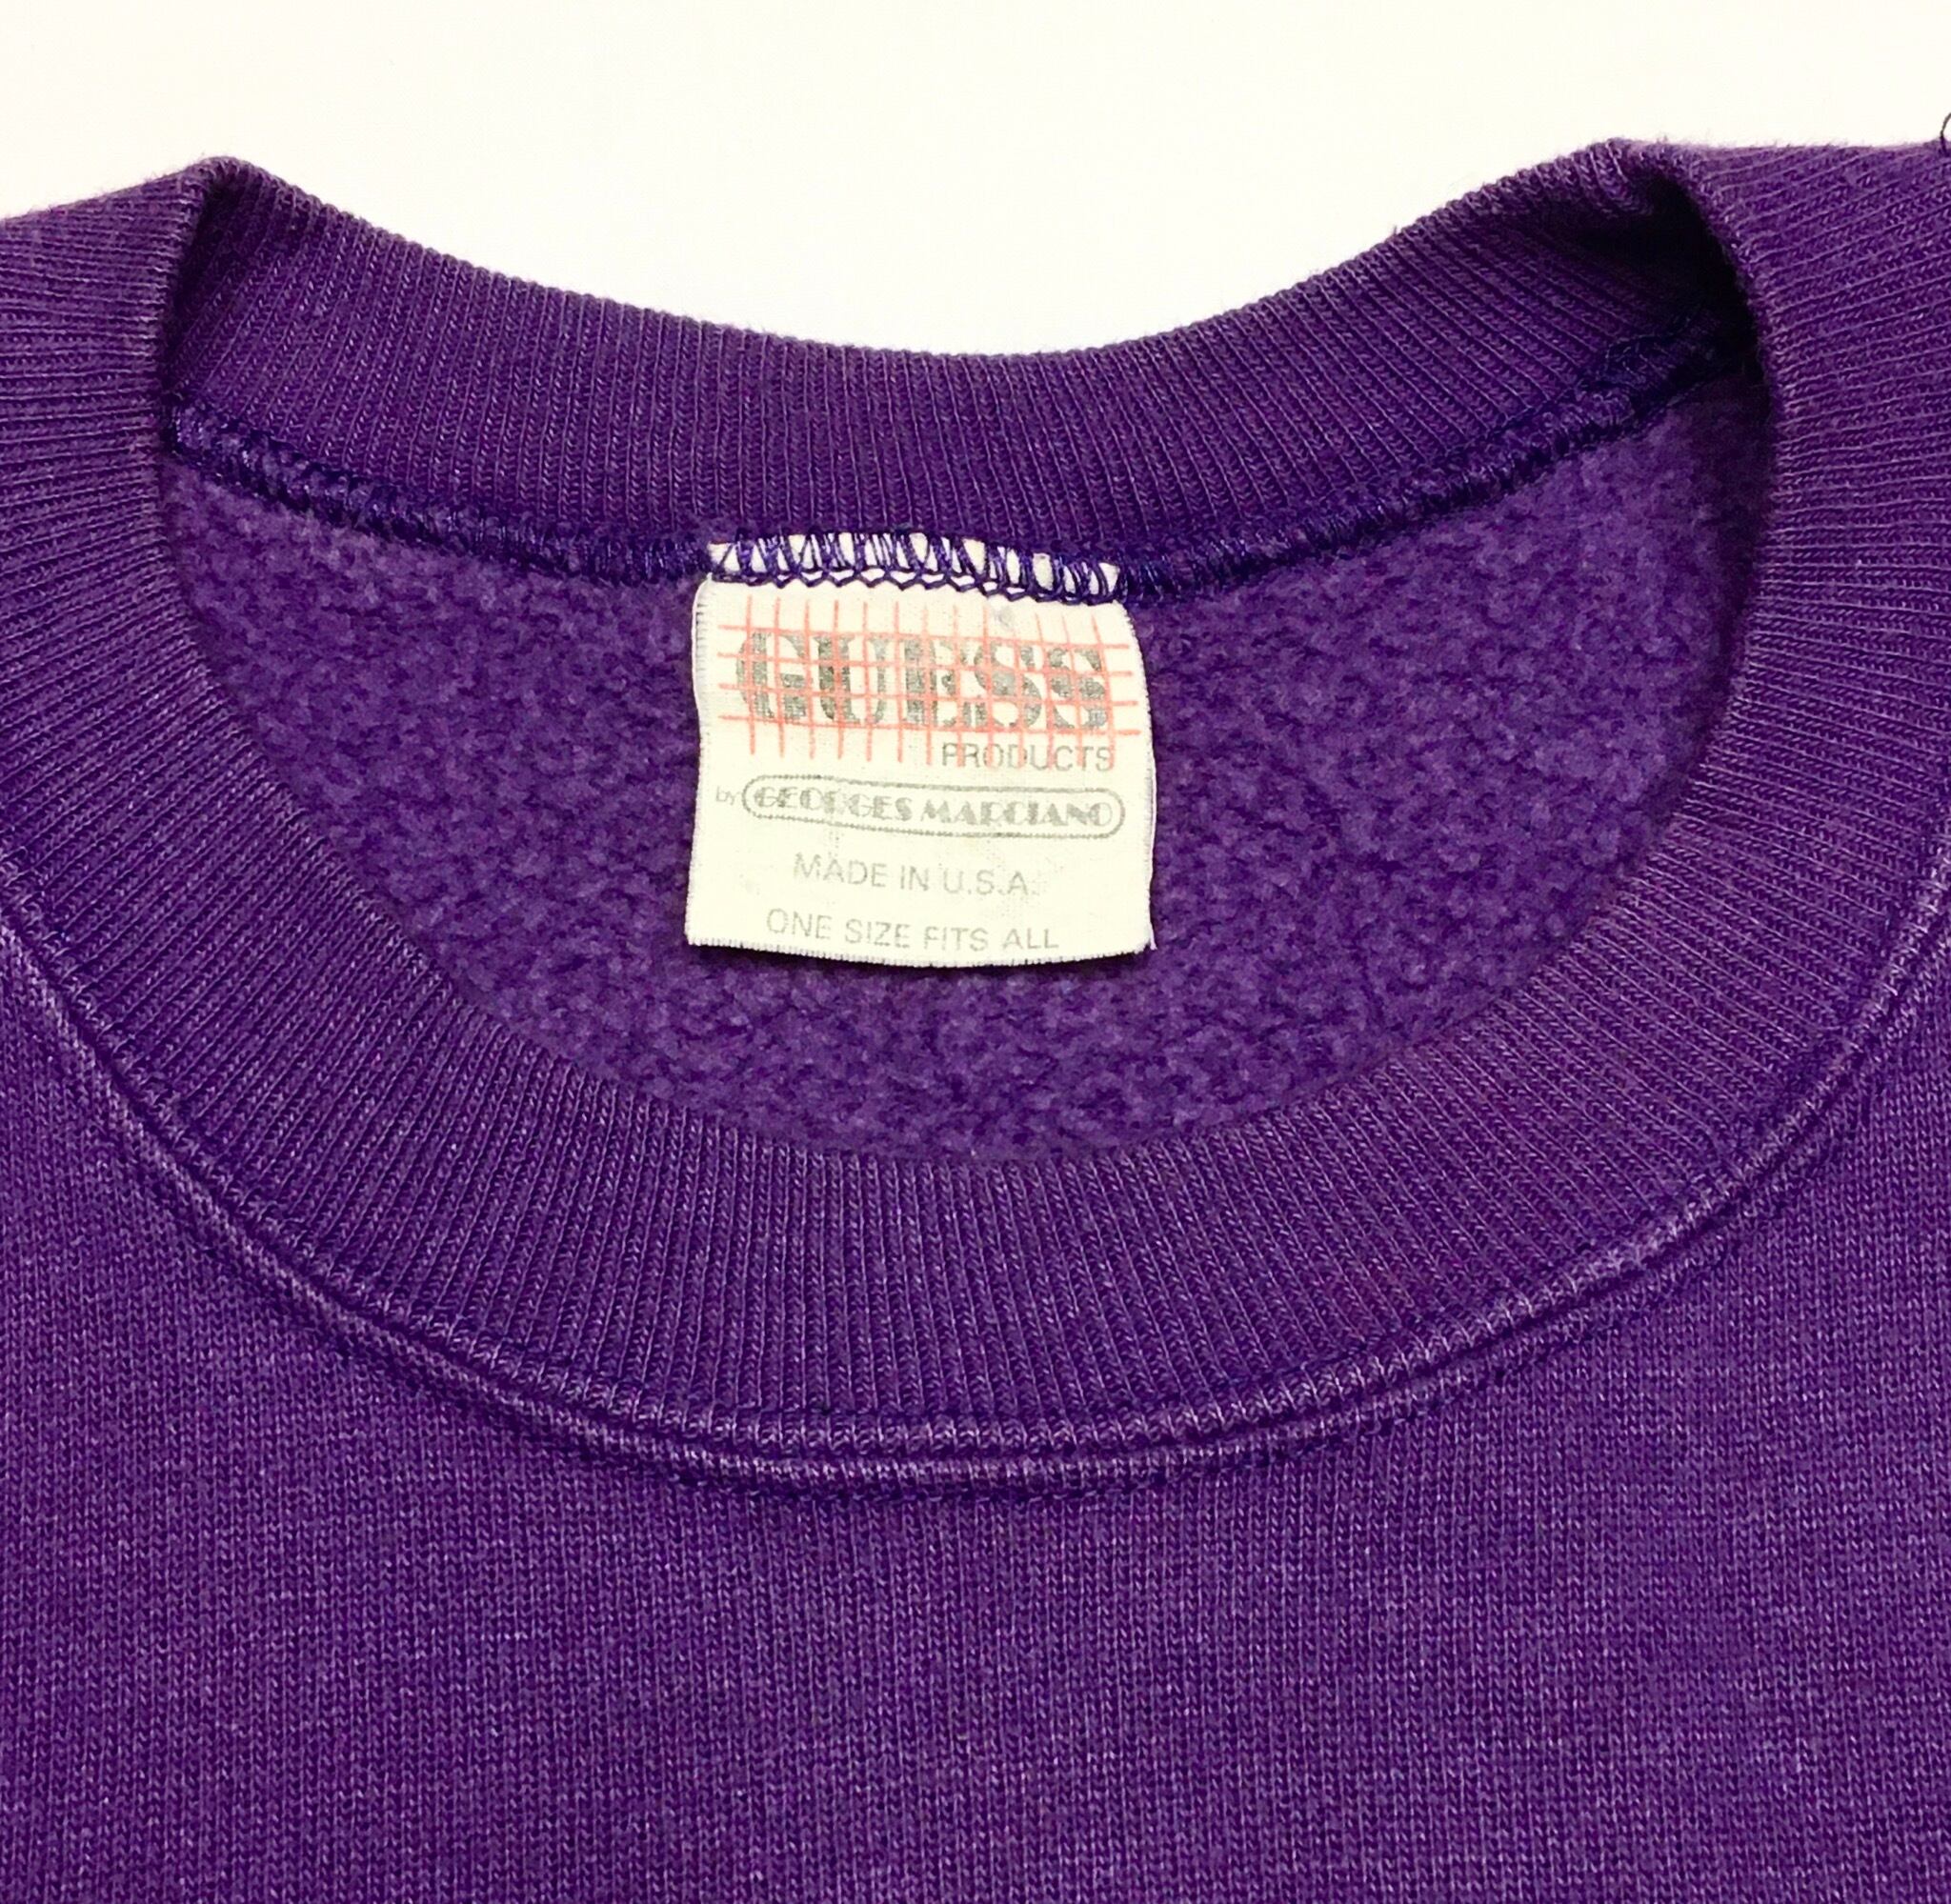 GUESS
PRODUCTS
by GEORGES MARCIANO
MADE IN U.S.A.
ONE SIZE FITS ALL